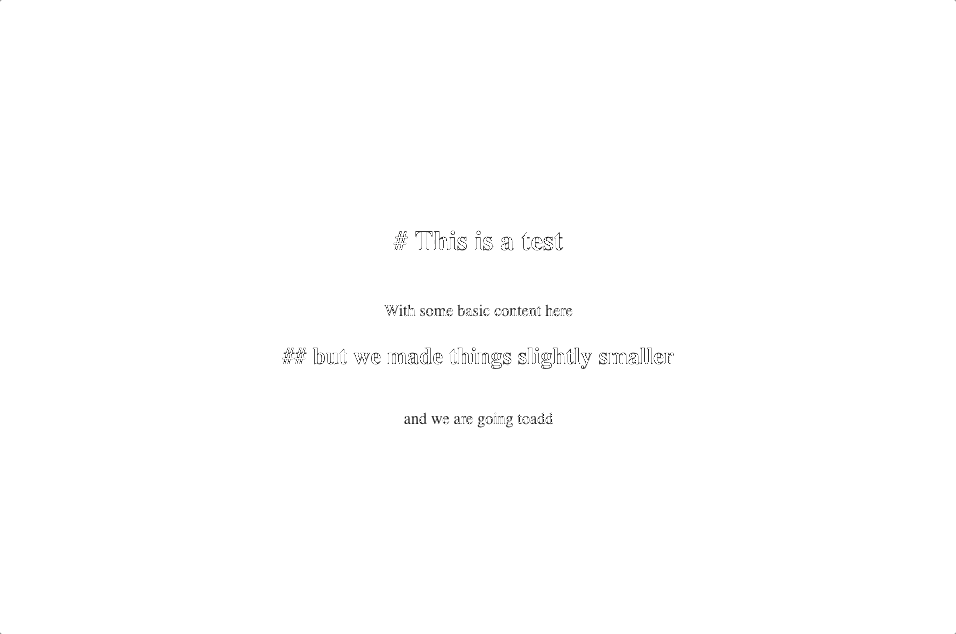 # This is a test
With some basic content here
## but we made things slightly smaller
and we are going toadd